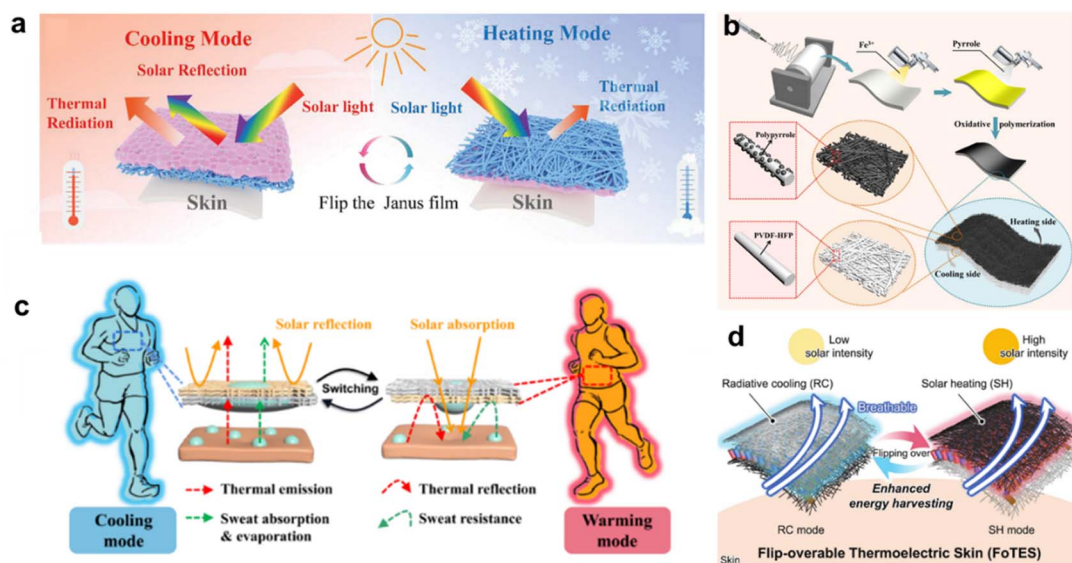 a
Cooling Mode
Heating Mode
Solar Reflection
Thermal
Rediation
Solar light
Solar light
Thermal
Rediation
Skin
Flip the Janus film
Skin
b
Fe³⁺
Pyrrole
Oxidative
polymerization
Polypyrrole
PVDF-HFP
Heating side
Cooling side
c
Solar reflection
Solar absorption
Switching
Thermal emission
Thermal reflection
Sweat absorption
& evaporation
Sweat resistance
Cooling
mode
Warming
mode
d
Low
solar intensity
High
solar intensity
Radiative cooling (RC)
Solar heating (SH)
Breathable
Flipping over
Enhanced
energy harvesting
RC mode
SH mode
Skin
Flip-overable Thermoelectric Skin (FoTES)